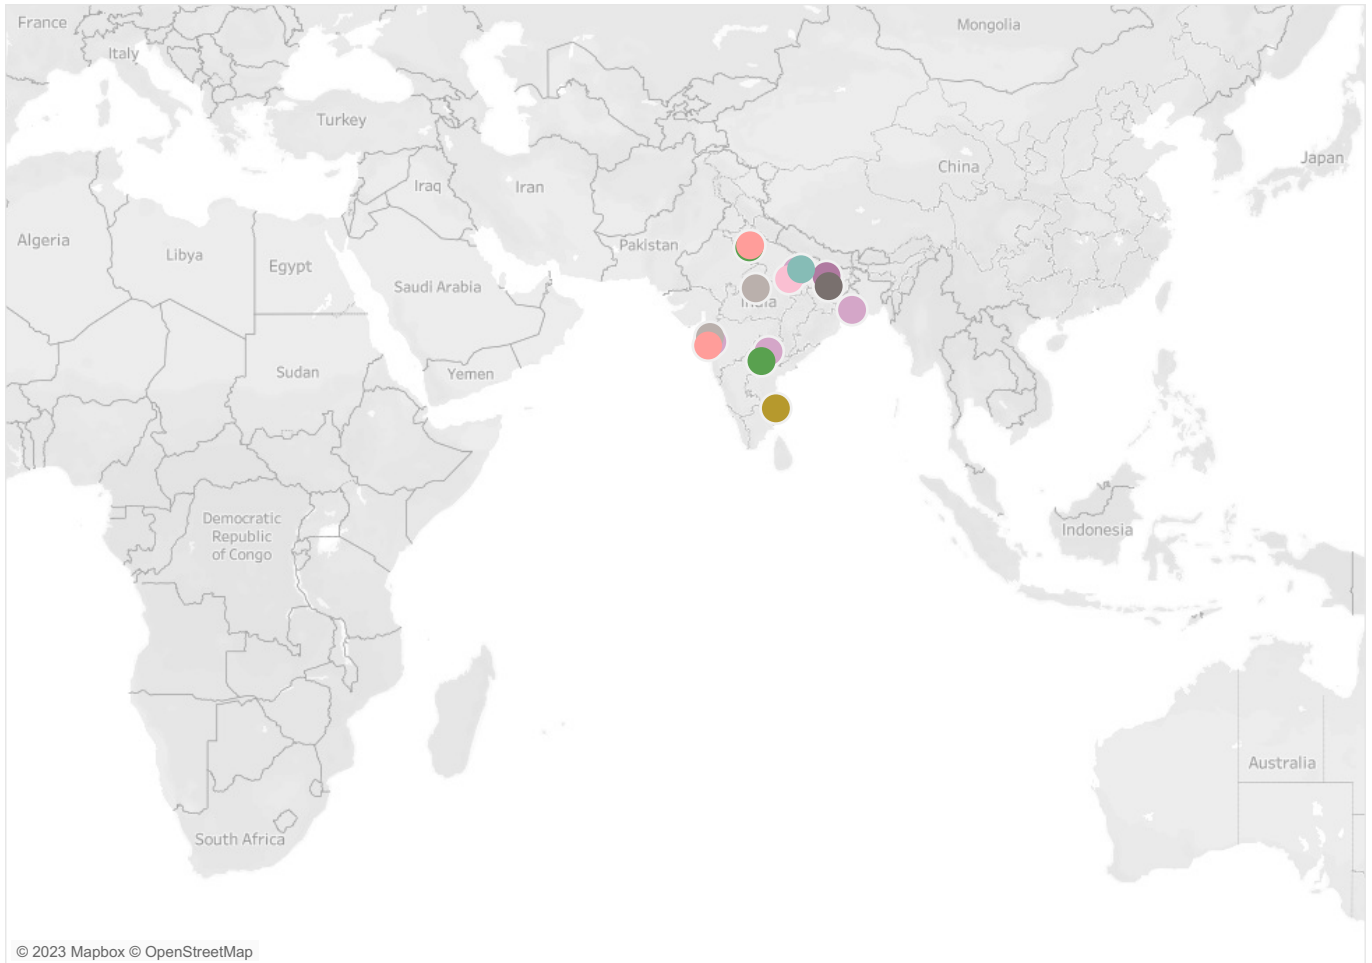 France
Mongolia
Italy
Turkey
Japan
China
Iraq
Iran
Algeria
Pakistan
Libya
Egypt
Saudi Arabia
India
Sudan
Yemen
Democratic
Republic
of Congo
Indonesia
Australia
South Africa
© 2023 Mapbox © OpenStreetMap